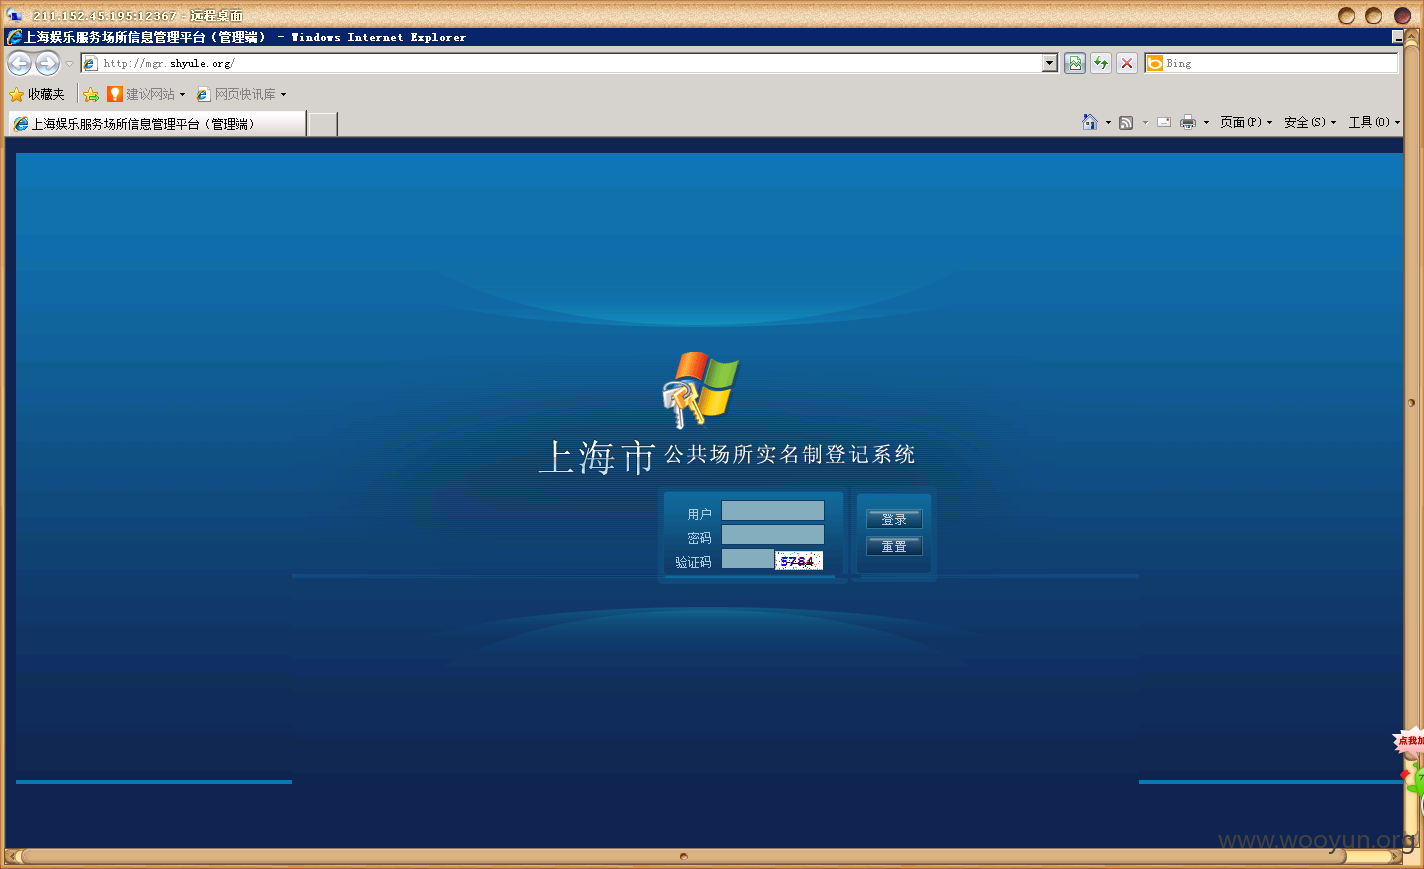 211.152.45.195:12367 - 远程桌面
上海娱乐服务场所信息管理平台（管理端） - Windows Internet Explorer
http://mgr.shyule.org/
Bing
收藏夹
建议网站
网页快讯库
上海娱乐服务场所信息管理平台（管理端）
页面(P)
安全(S)
工具(O)
上海市公共场所实名制登记系统
用户
密码
验证码
5784
登录
重置
点我加
www.wooyun.org